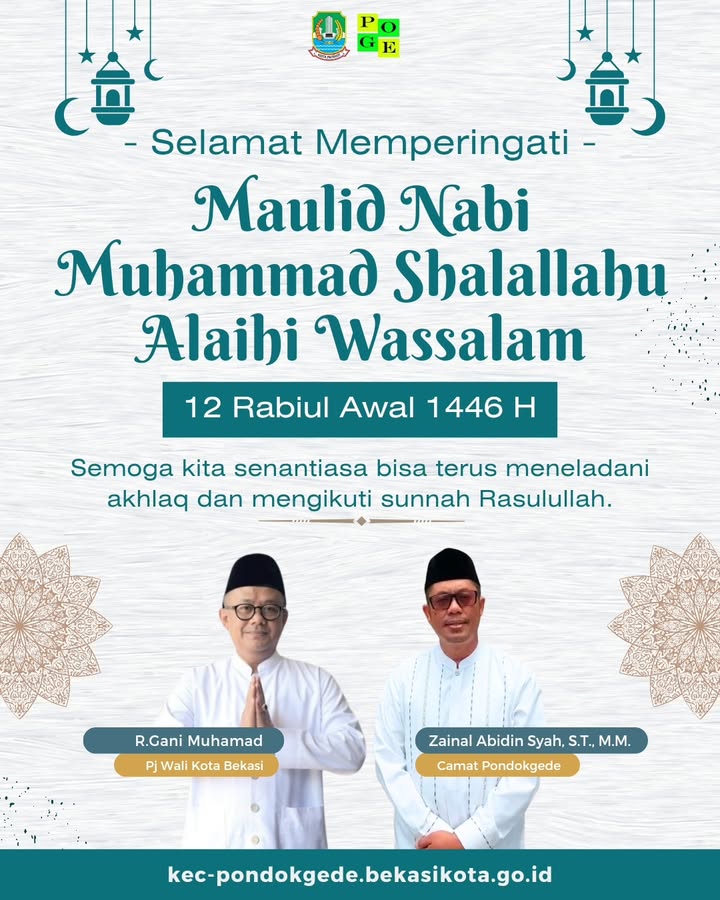 P O
G E
- Selamat Memperingati -
Maulid Nabi
Muhammad Shalallahu
Alaihi Wassalam
12 Rabiul Awal 1446 H
Semoga kita senantiasa bisa terus meneladani
akhlaq dan mengikuti sunnah Rasulullah.
R.Gani Muhamad
Pj Wali Kota Bekasi
Zainal Abidin Syah, S.T., M.M.
Camat Pondokgede
kec-pondokgede.bekasikota.go.id